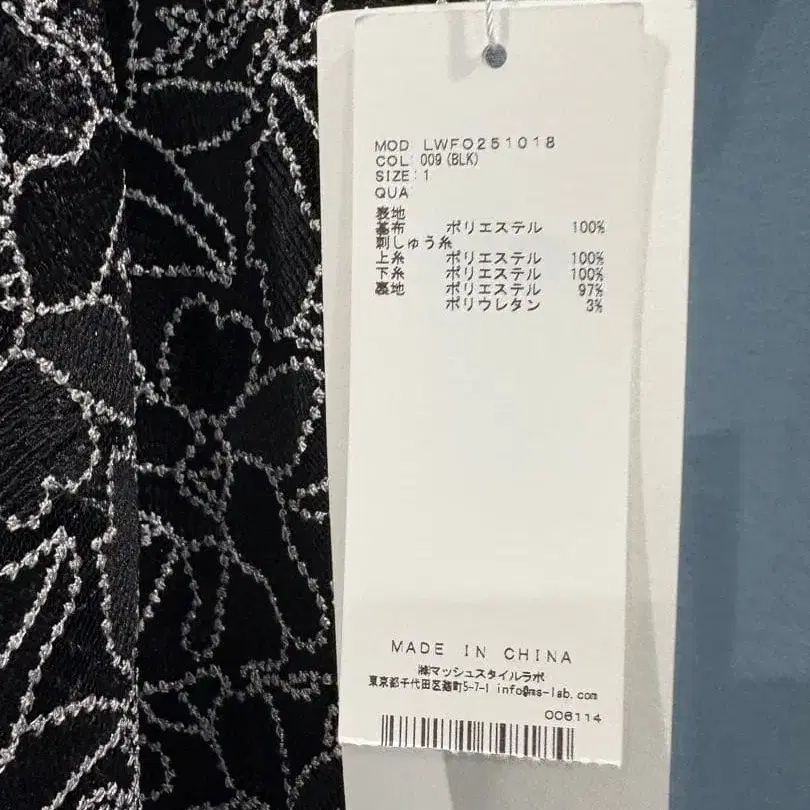 MOD LWFO251018
COL: 009(BLK)
SIZE:1
QUA
表地
基布 ポリエステル 100%
刺しゅう糸
上糸 ポリエステル 100%
下糸 ポリエステル 100%
裏地 ポリエステル 97%
ポリウレタン 3%
MADE IN CHINA
㈱マッシュスタイルラボ
東京都千代田区麹町5-7-1 info@ms-lab.com
006114